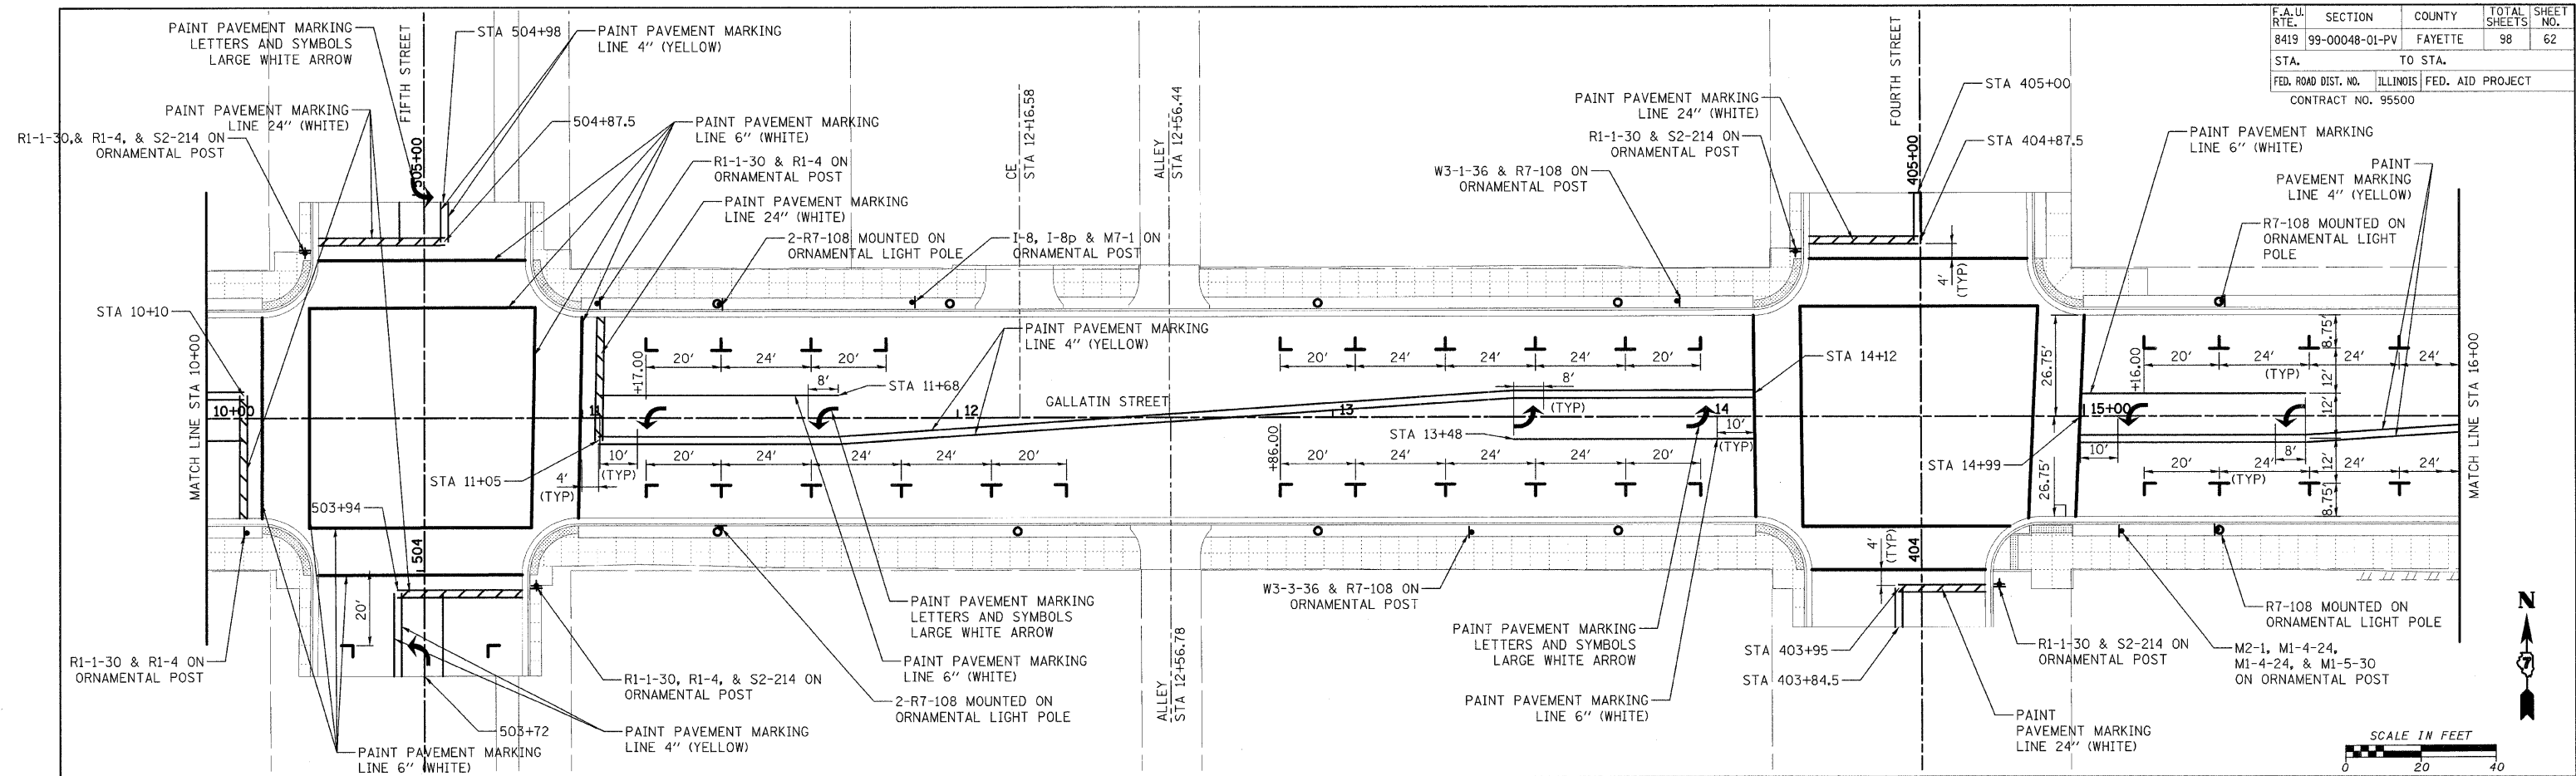 F.A.U. RTE. SECTION COUNTY TOTAL SHEETS SHEET NO.
8419 99-00048-01-PV FAYETTE 98 62
STA. TO STA.
FED. ROAD DIST. NO. ILLINOIS FED. AID PROJECT
CONTRACT NO. 95500
PAINT PAVEMENT MARKING
LETTERS AND SYMBOLS
LARGE WHITE ARROW
FIFTH STREET
STA 504+98
PAINT PAVEMENT MARKING
LINE 4" (YELLOW)
PAINT PAVEMENT MARKING
LINE 24" (WHITE)
R1-1-30,& R1-4, & S2-214 ON
ORNAMENTAL POST
505+00
504+87.5
PAINT PAVEMENT MARKING
LINE 6" (WHITE)
R1-1-30 & R1-4 ON
ORNAMENTAL POST
PAINT PAVEMENT MARKING
LINE 24" (WHITE)
2-R7-108 MOUNTED ON
ORNAMENTAL LIGHT POLE
I-8, I-8p & M7-1 ON
ORNAMENTAL POST
CE
STA 12+16.58
ALLEY
STA 12+56.44
PAINT PAVEMENT MARKING
LINE 24" (WHITE)
R1-1-30 & S2-214 ON
ORNAMENTAL POST
W3-1-36 & R7-108 ON
ORNAMENTAL POST
FOURTH STREET
405+00
STA 405+00
STA 404+87.5
4'
(TYP)
PAINT PAVEMENT MARKING
LINE 6" (WHITE)
PAINT
PAVEMENT MARKING
LINE 4" (YELLOW)
R7-108 MOUNTED ON
ORNAMENTAL LIGHT
POLE
STA 10+10
MATCH LINE STA 10+00
10+00
+17.00
20' 24' 24' 20'
8'
STA 11+68
PAINT PAVEMENT MARKING
LINE 4" (YELLOW)
GALLATIN STREET
11
12
13
14
15+00
20' 24' 24' 24' 24' 20'
8'
(TYP)
STA 14+12
STA 13+48
10'
(TYP)
+86.00
20' 24' 24' 24' 24' 20'
26.75'
26.75'
+16.00
20' 24' 24' 24'
(TYP)
8.75'
12'
12'
12'
8.75'
STA 14+99
10'
8'
20' 24' 24' 24'
(TYP)
MATCH LINE STA 16+00
STA 11+05
4'
(TYP)
10'
(TYP)
20' 24' 24' 24' 24' 20'
503+94
504
20'
R1-1-30 & R1-4 ON
ORNAMENTAL POST
PAINT PAVEMENT MARKING
LINE 6" (WHITE)
503+72
PAINT PAVEMENT MARKING
LINE 4" (YELLOW)
R1-1-30, R1-4, & S2-214 ON
ORNAMENTAL POST
PAINT PAVEMENT MARKING
LETTERS AND SYMBOLS
LARGE WHITE ARROW
PAINT PAVEMENT MARKING
LINE 6" (WHITE)
2-R7-108 MOUNTED ON
ORNAMENTAL LIGHT POLE
ALLEY
STA 12+56.78
W3-3-36 & R7-108 ON
ORNAMENTAL POST
PAINT PAVEMENT MARKING
LETTERS AND SYMBOLS
LARGE WHITE ARROW
PAINT PAVEMENT MARKING
LINE 6" (WHITE)
4'
(TYP)
404
STA 403+95
STA 403+84.5
R1-1-30 & S2-214 ON
ORNAMENTAL POST
PAINT
PAVEMENT MARKING
LINE 24" (WHITE)
R7-108 MOUNTED ON
ORNAMENTAL LIGHT POLE
M2-1, M1-4-24,
M1-4-24, & M1-5-30
ON ORNAMENTAL POST
N
7
SCALE IN FEET
0 20 40